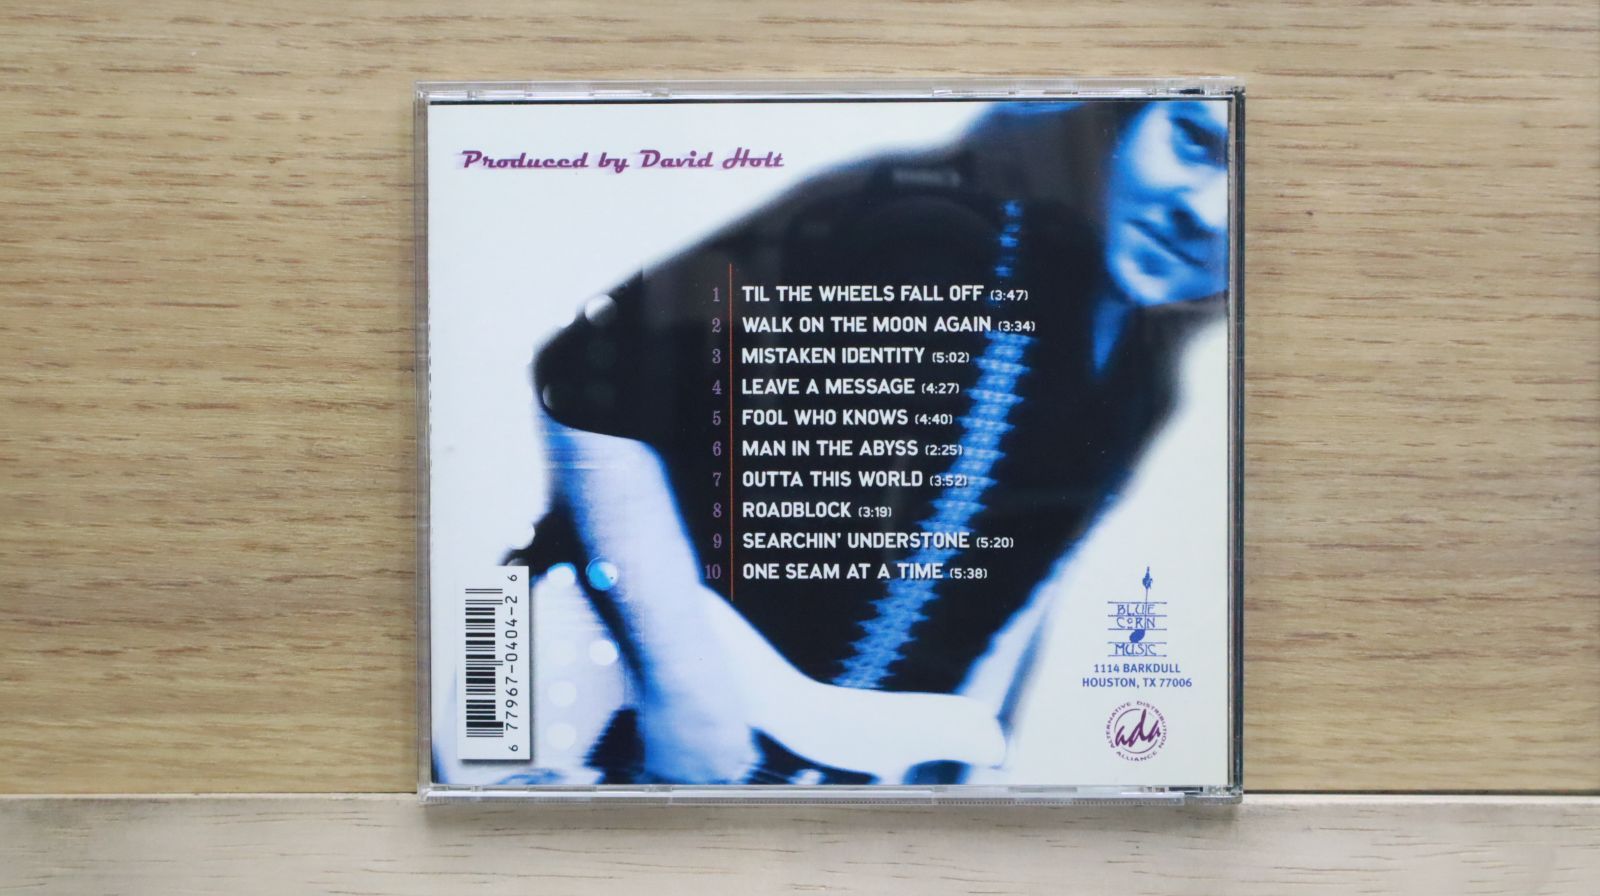 Produced by David Holt
1 TIL THE WHEELS FALL OFF (3:47)
2 WALK ON THE MOON AGAIN (3:34)
3 MISTAKEN IDENTITY (5:02)
4 LEAVE A MESSAGE (4:27)
5 FOOL WHO KNOWS (4:40)
6 MAN IN THE ABYSS (2:25)
7 OUTTA THIS WORLD (3:52)
8 ROADBLOCK (3:19)
9 SEARCHIN' UNDERSTONE (5:20)
10 ONE SEAM AT A TIME (5:38)
6 77967-0404-2 6
BLUE
CORN
MUSIC
1114 BARKDULL
HOUSTON, TX 77006
ALTERNATIVE DISTRIBUTION
ada
ALLIANCE